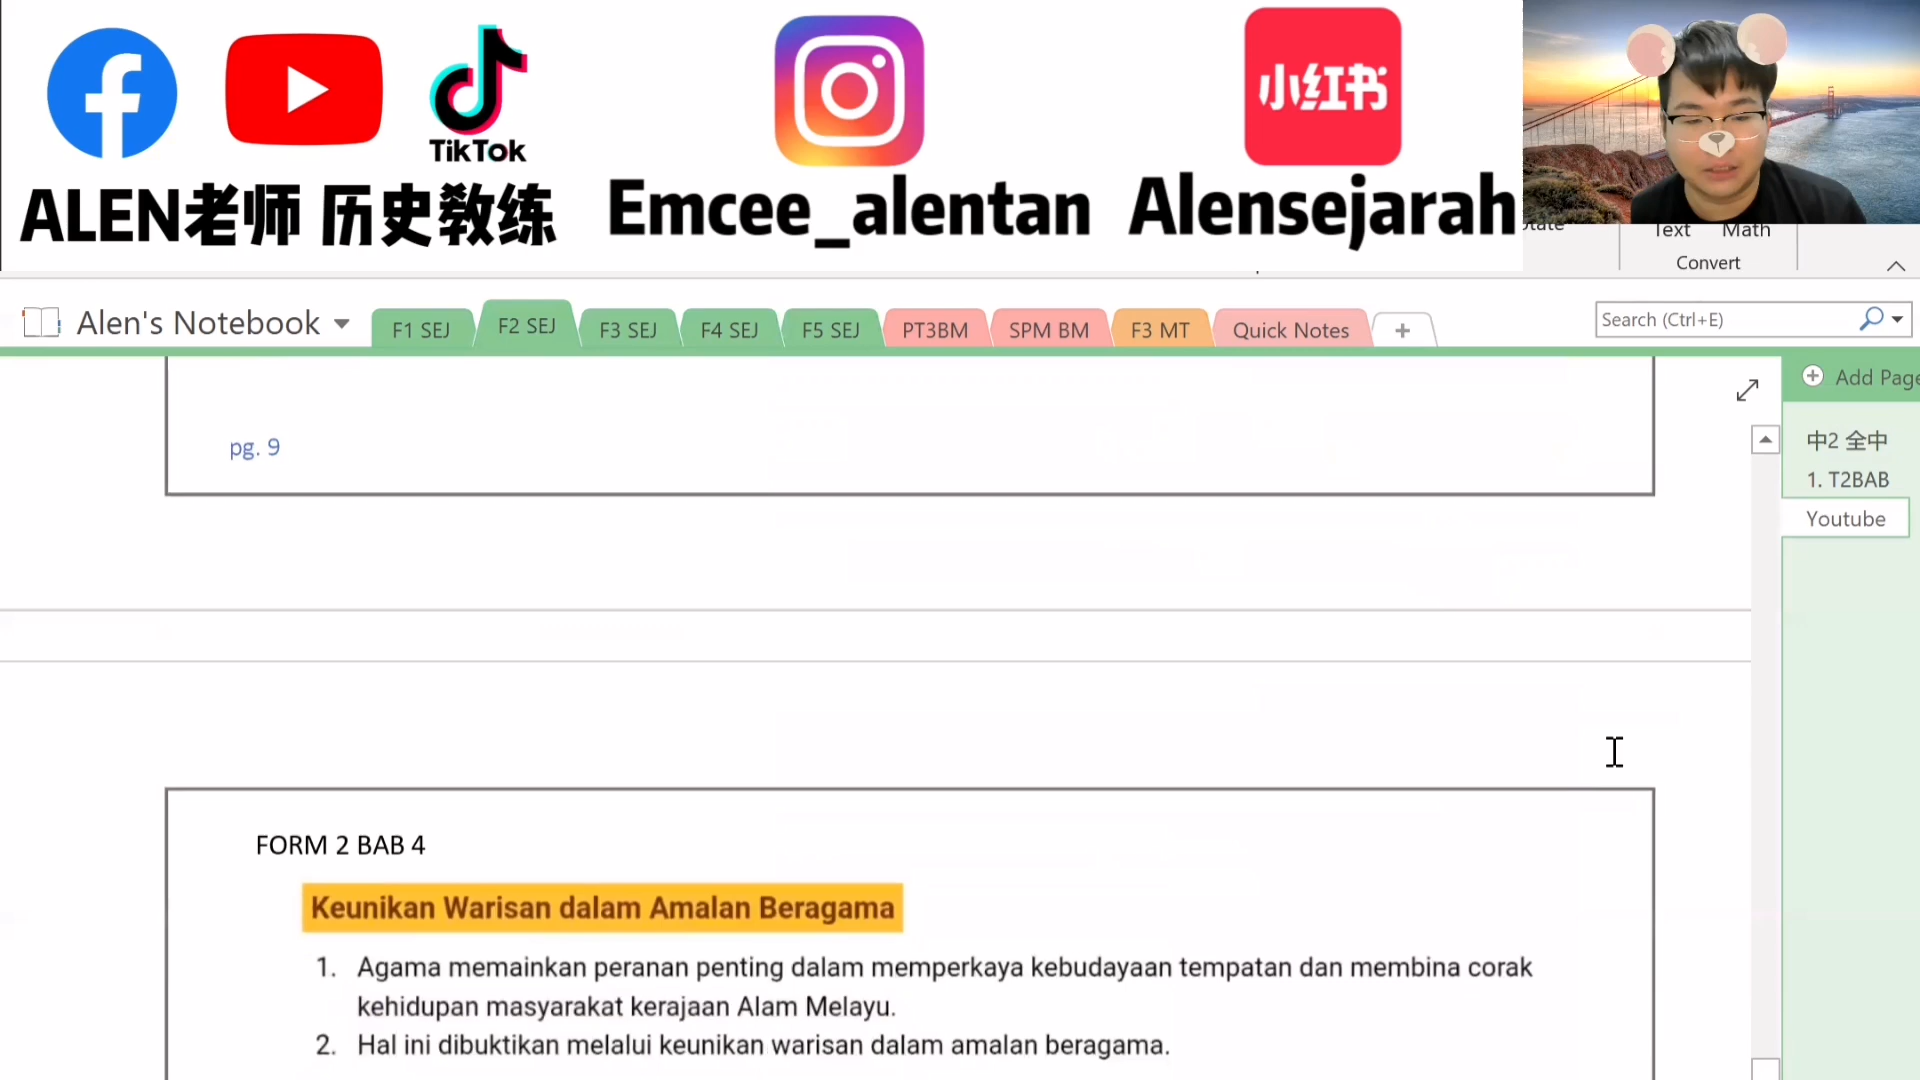 TikTok
小红书
ALEN老师 历史教练
Emcee_alentan
Alensejarah
Text
Math
Convert
Alen's Notebook
F1 SEJ
F2 SEJ
F3 SEJ
F4 SEJ
F5 SEJ
PT3BM
SPM BM
F3 MT
Quick Notes
Search (Ctrl+E)
Add Page
中2 全中
1. T2BAB
Youtube
pg. 9
FORM 2 BAB 4
Keunikan Warisan dalam Amalan Beragama
1. Agama memainkan peranan penting dalam memperkaya kebudayaan tempatan dan membina corak
kehidupan masyarakat kerajaan Alam Melayu.
2. Hal ini dibuktikan melalui keunikan warisan dalam amalan beragama.